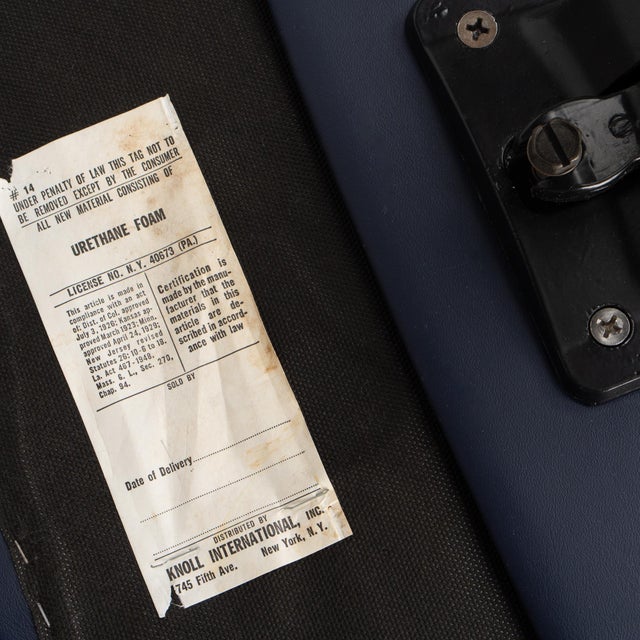 # 14
UNDER PENALTY OF LAW THIS TAG NOT TO
BE REMOVED EXCEPT BY THE CONSUMER
ALL NEW MATERIAL CONSISTING OF
URETHANE FOAM
LICENSE NO. N.Y. 40673 (PA.)
This article is made in
compliance with an act
of: Dist. of Col. approved
July 3, 1926; Kansas ap-
proved March 1923; Minn.
approved April 24, 1929;
New Jersey revised
Statutes 26: 10-6 to 18.
La. Act 467, 1948,
Mass. G. L., Sec. 270,
Chap. 94.
Certification is
made by the manu-
facturer that the
materials in this
article are de-
scribed in accord-
ance with law
SOLD BY
Date of Delivery
DISTRIBUTED BY
KNOLL INTERNATIONAL, INC.
745 Fifth Ave. New York, N. Y.